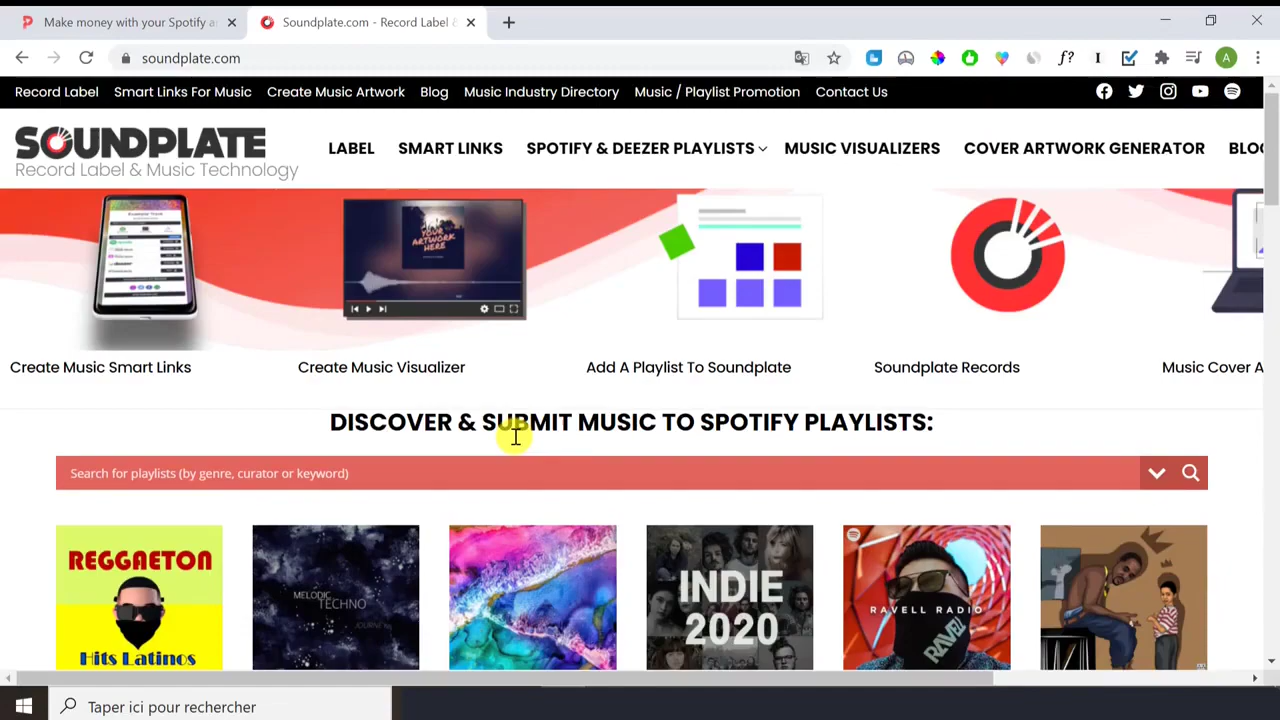 Make money with your Spotify a
Soundplate.com - Record Label &
soundplate.com
f?
A
Record Label Smart Links For Music Create Music Artwork Blog Music Industry Directory Music / Playlist Promotion Contact Us
SOUNDPLATE
Record Label & Music Technology
LABEL SMART LINKS SPOTIFY & DEEZER PLAYLISTS MUSIC VISUALIZERS COVER ARTWORK GENERATOR BLO
YOUR
ARTWORK
HERE
Create Music Smart Links Create Music Visualizer Add A Playlist To Soundplate Soundplate Records Music Cover A
DISCOVER & SUBMIT MUSIC TO SPOTIFY PLAYLISTS:
Search for playlists (by genre, curator or keyword)
REGGAETON
Hits Latinos
MELODIC
TECHNO
JOURNEY
INDIE
2020
RAVELL RADIO
RAVELL
Taper ici pour rechercher